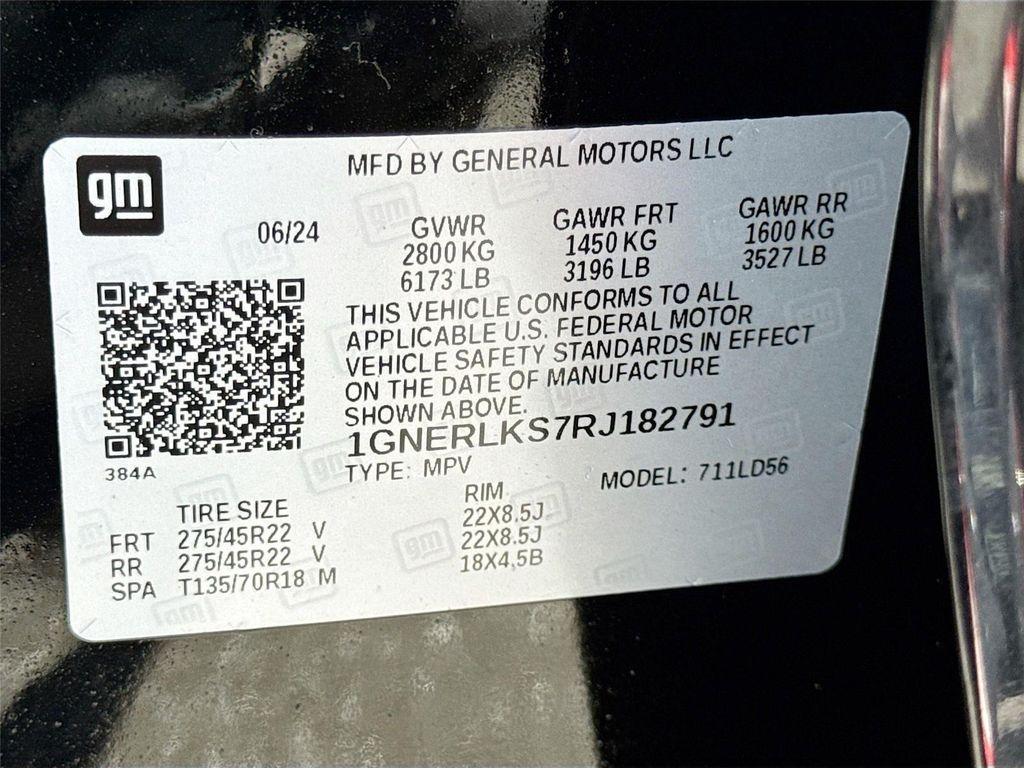 gm
MFD BY GENERAL MOTORS LLC
06/24 GVWR GAWR FRT GAWR RR
2800 KG 1450 KG 1600 KG
6173 LB 3196 LB 3527 LB
THIS VEHICLE CONFORMS TO ALL
APPLICABLE U.S. FEDERAL MOTOR
VEHICLE SAFETY STANDARDS IN EFFECT
ON THE DATE OF MANUFACTURE
SHOWN ABOVE.
1GNERLKS7RJ182791
384A
TYPE: MPV MODEL: 711LD56
TIRE SIZE RIM
FRT 275/45R22 V 22X8.5J
RR 275/45R22 V 22X8.5J
SPA T135/70R18 M 18X4,5B